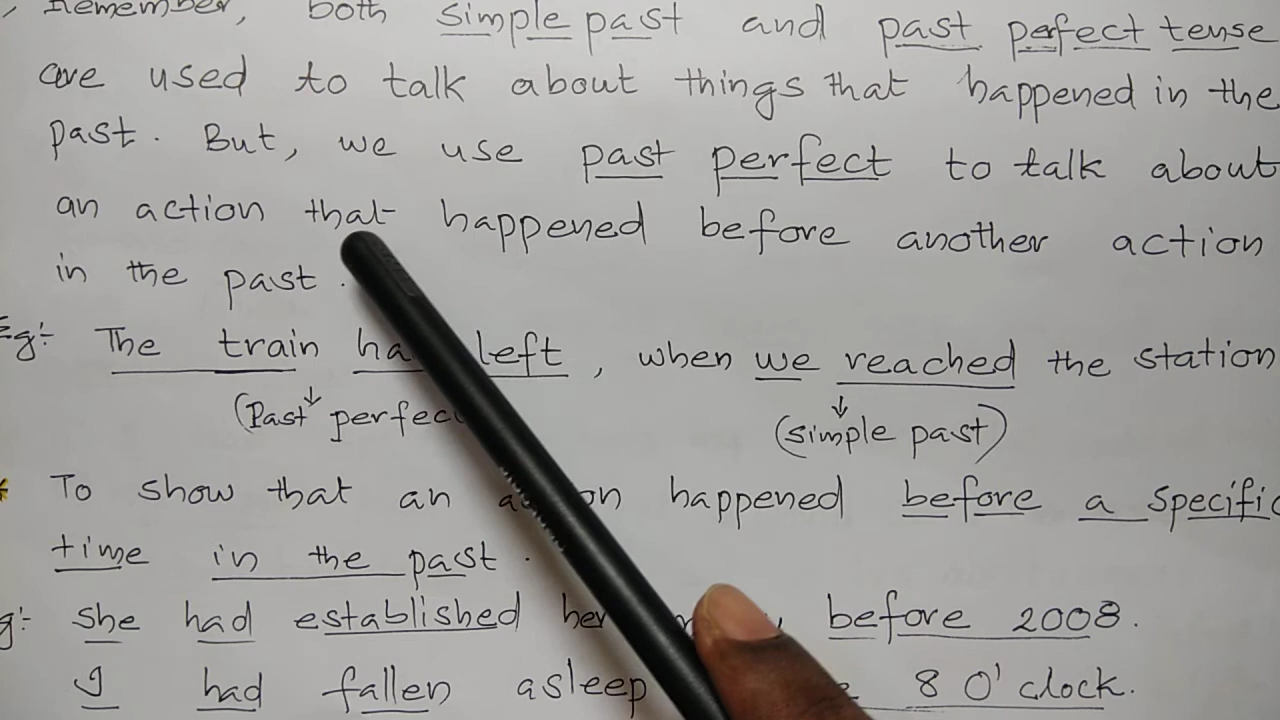 , Remember, both simple past and past perfect tense
are used to talk about things that happened in the
past. But, we use past perfect to talk about
an action that happened before another action
in the past.
Eg:- The train left, when we reached the station
(Past perfec (simple past)
* To show that an happened before a specific
time in the past.
g:- she had established before 2008.
I had fallen asleep 8 O'clock.